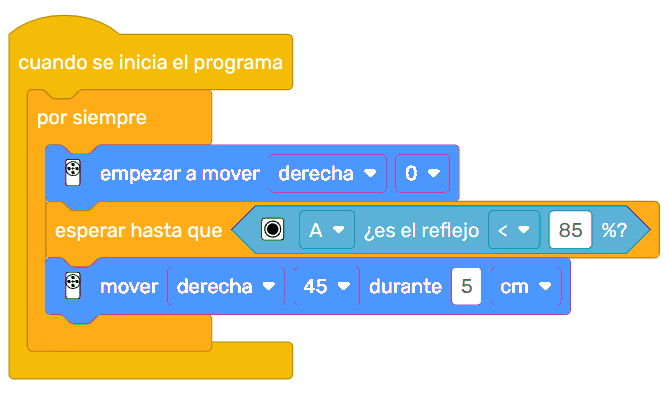 cuando se inicia el programa
por siempre
empezar a mover derecha 0
esperar hasta que A ¿es el reflejo < 85 %?
mover derecha 45 durante 5 cm